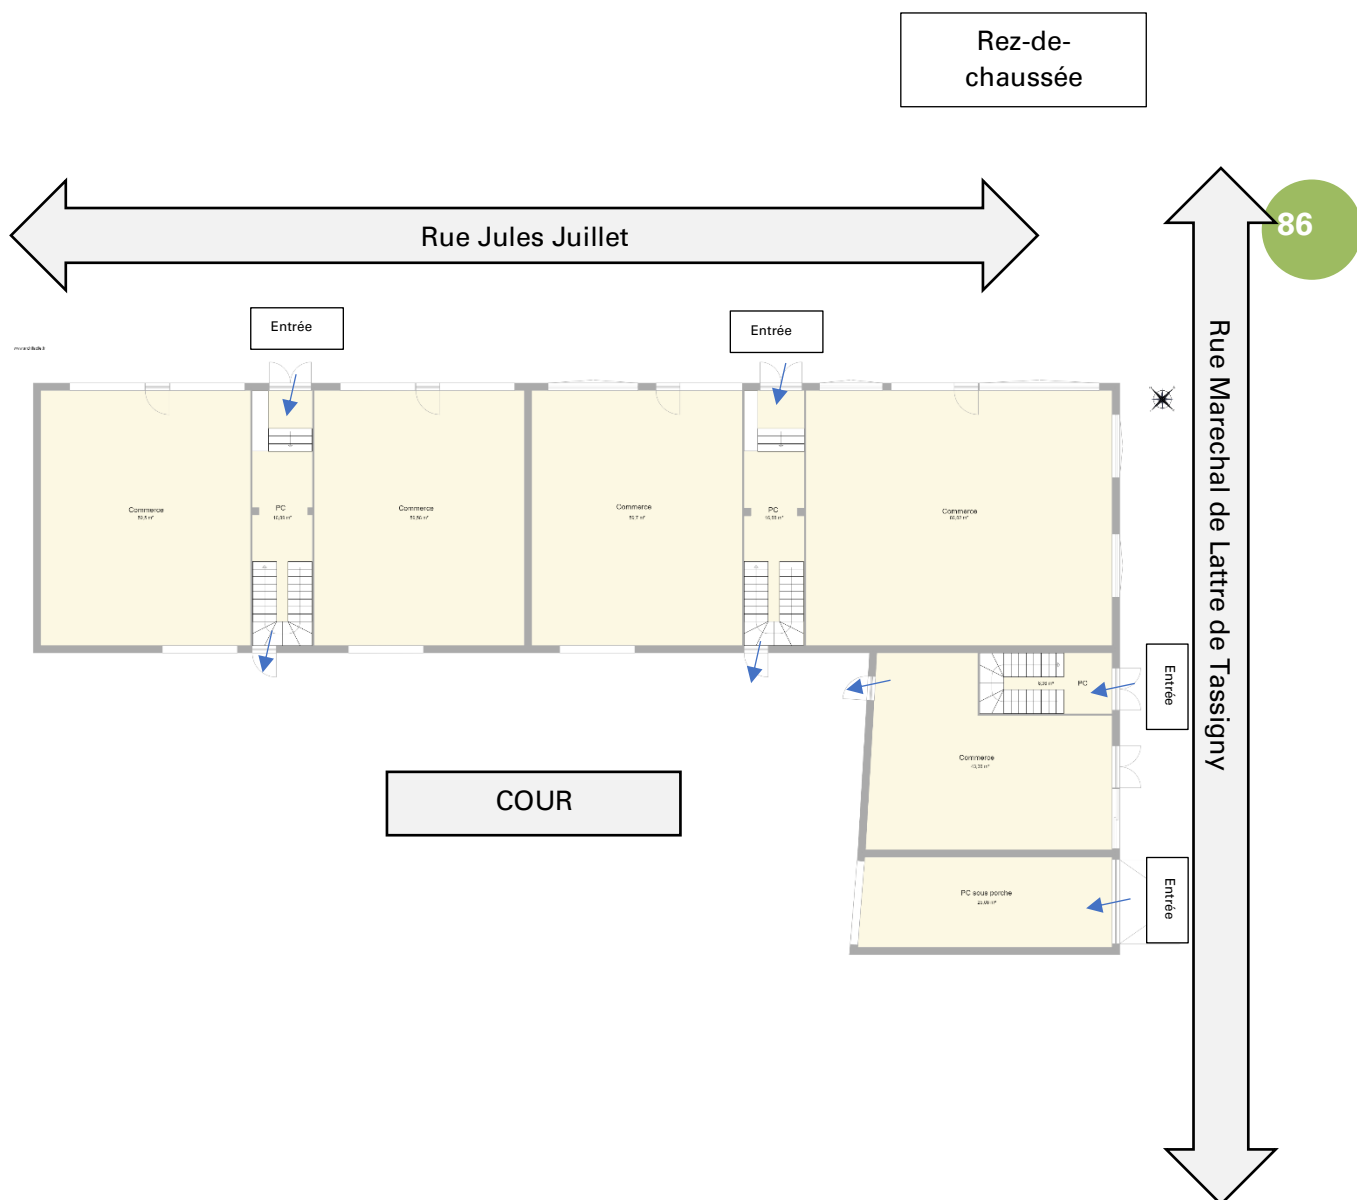 Rez-de-
chaussée
86
Rue Jules Juillet
Entrée
Entrée
Rue Marechal de Lattre de Tassigny
Commerce
PC
Commerce
Commerce
PC
Commerce
PC
Entrée
Commerce
COUR
PC sous porche
Entrée